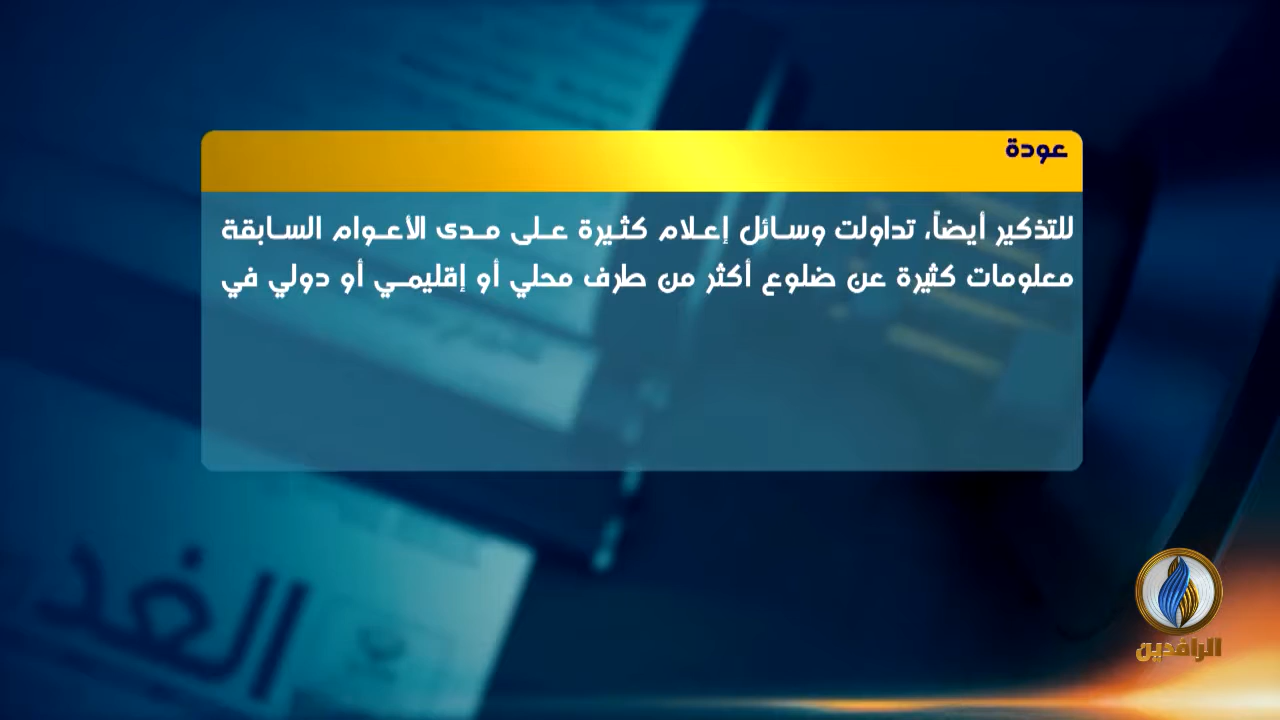 عودة
للتذكير أيضاً، تداولت وسائل إعلام كثيرة على مدى الأعوام السابقة
معلومات كثيرة عن ضلوع أكثر من طرف محلي أو إقليمي أو دولي في
الغد
الرافدين